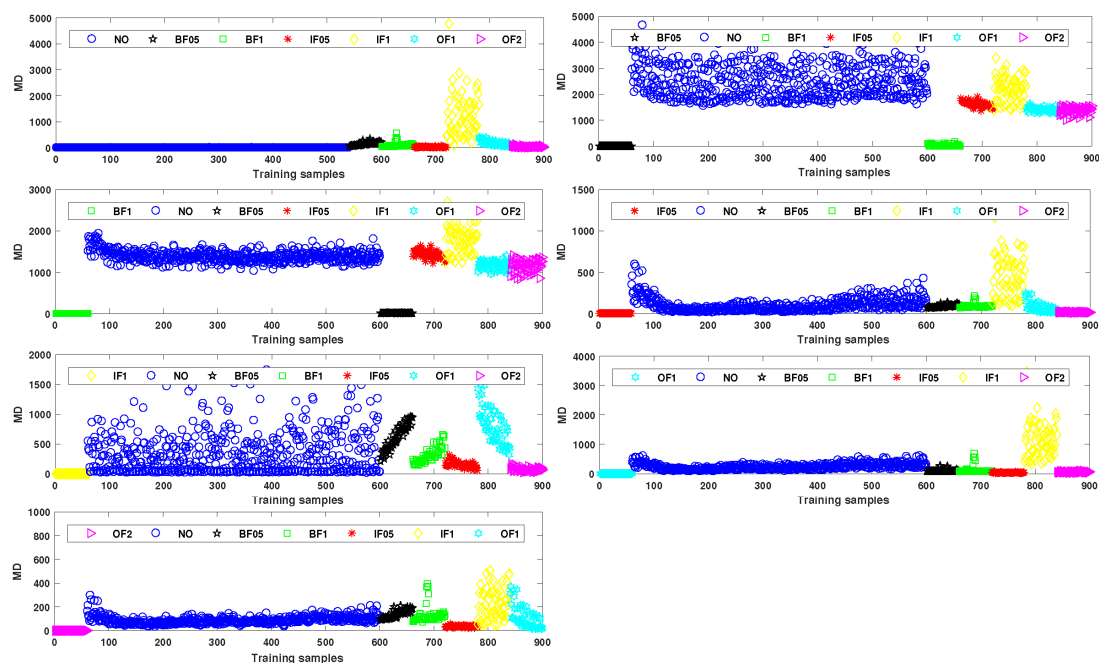 5000
4000
3000
2000
1000
0
MD
NO BF05 BF1 IF05 IF1 OF1 OF2
0 100 200 300 400 500 600 700 800 900
Training samples
5000
4000
3000
2000
1000
0
MD
BF05 NO BF1 IF05 IF1 OF1 OF2
0 100 200 300 400 500 600 700 800 900
Training samples
3000
2000
1000
0
MD
BF1 NO BF05 IF05 IF1 OF1 OF2
0 100 200 300 400 500 600 700 800 900
Training samples
1500
1000
500
0
MD
IF05 NO BF05 BF1 IF1 OF1 OF2
0 100 200 300 400 500 600 700 800 900
Training samples
2000
1500
1000
500
0
MD
IF1 NO BF05 BF1 IF05 OF1 OF2
0 100 200 300 400 500 600 700 800 900
Training samples
4000
3000
2000
1000
0
MD
OF1 NO BF05 BF1 IF05 IF1 OF2
0 100 200 300 400 500 600 700 800 900
Training samples
1000
800
600
400
200
0
MD
OF2 NO BF05 BF1 IF05 IF1 OF1
0 100 200 300 400 500 600 700 800 900
Training samples